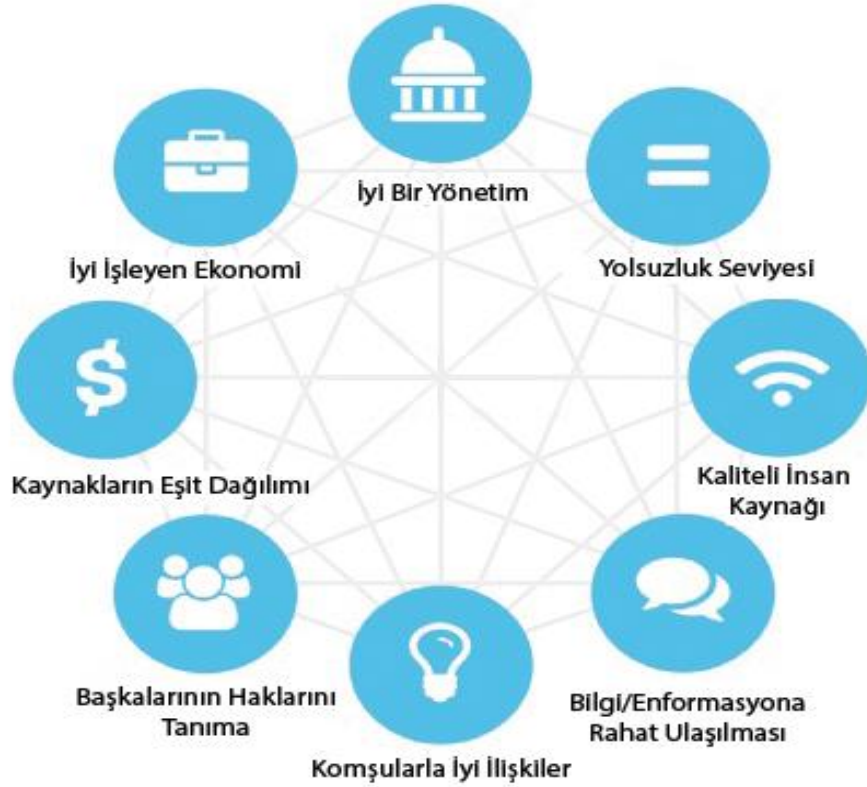 İyi Bir Yönetim
İyi İşleyen Ekonomi
Yolsuzluk Seviyesi
$
Kaynakların Eşit Dağılımı
Kaliteli İnsan
Kaynağı
Başkalarının Haklarını
Tanıma
Bilgi/Enformasyona
Rahat Ulaşılması
Komşularla İyi İlişkiler